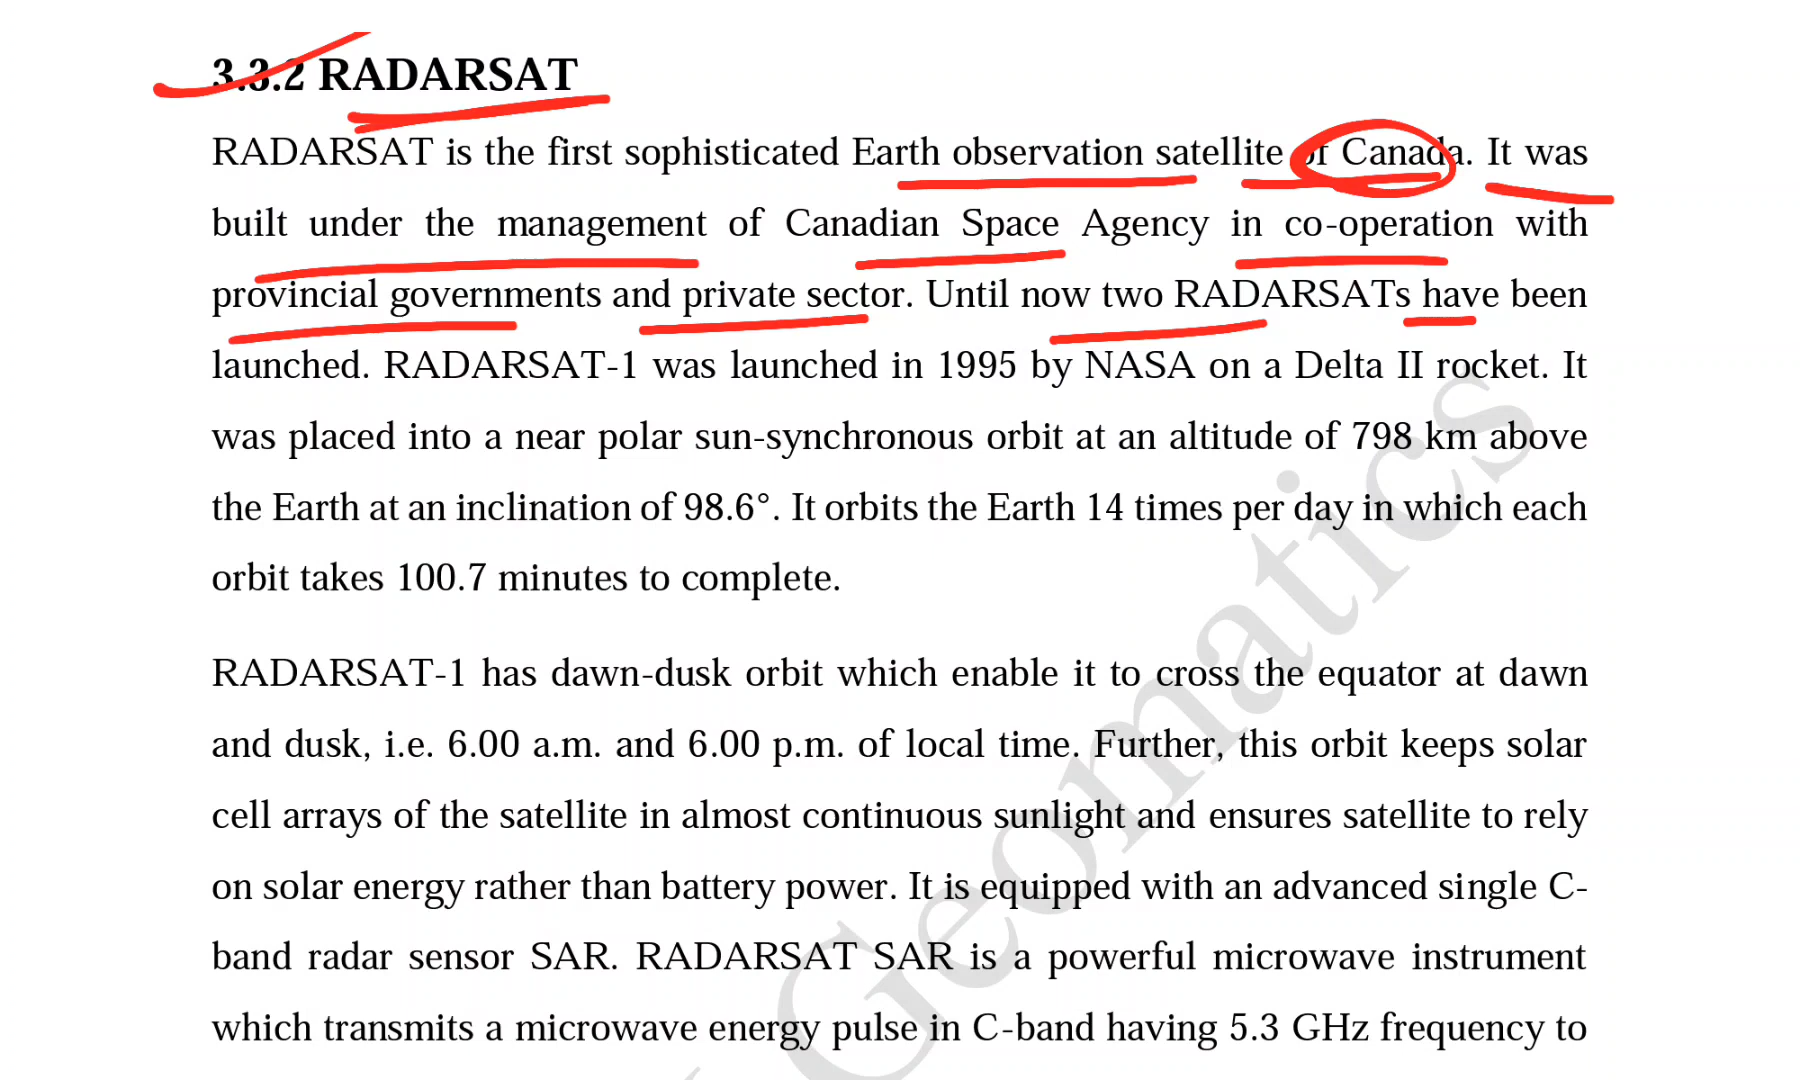 3.3.2 RADARSAT
RADARSAT is the first sophisticated Earth observation satellite of Canada. It was
built under the management of Canadian Space Agency in co-operation with
provincial governments and private sector. Until now two RADARSATs have been
launched. RADARSAT-1 was launched in 1995 by NASA on a Delta II rocket. It
was placed into a near polar sun-synchronous orbit at an altitude of 798 km above
the Earth at an inclination of 98.6°. It orbits the Earth 14 times per day in which each
orbit takes 100.7 minutes to complete.
RADARSAT-1 has dawn-dusk orbit which enable it to cross the equator at dawn
and dusk, i.e. 6.00 a.m. and 6.00 p.m. of local time. Further, this orbit keeps solar
cell arrays of the satellite in almost continuous sunlight and ensures satellite to rely
on solar energy rather than battery power. It is equipped with an advanced single C-
band radar sensor SAR. RADARSAT SAR is a powerful microwave instrument
which transmits a microwave energy pulse in C-band having 5.3 GHz frequency to
Geomatics